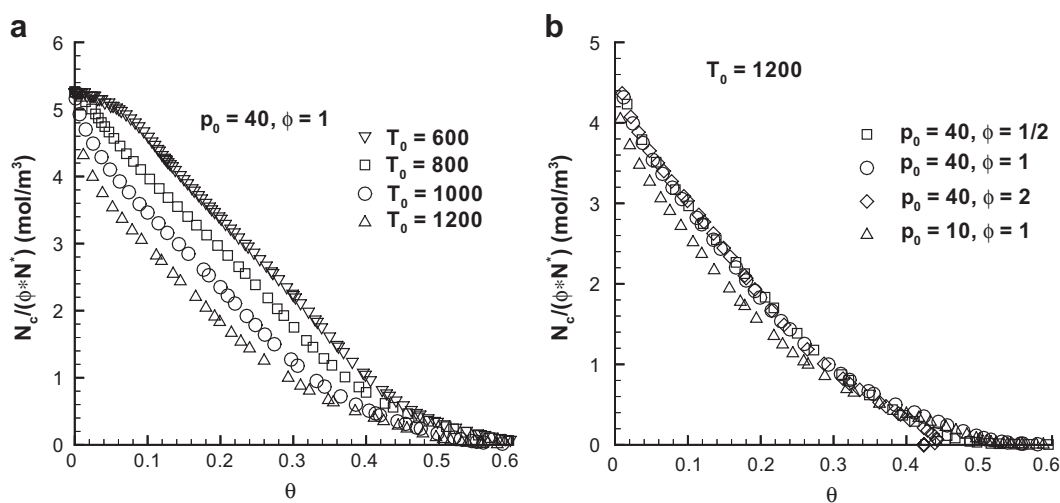 a
6
5
4
3
2
1
0
N_c/(ϕ*N^*) (mol/m³)
p₀ = 40, ϕ = 1
T₀ = 600
T₀ = 800
T₀ = 1000
T₀ = 1200
0 0.1 0.2 0.3 0.4 0.5 0.6
θ
b
5
4
3
2
1
0
N_c/(ϕ*N^*) (mol/m³)
T₀ = 1200
p₀ = 40, ϕ = 1/2
p₀ = 40, ϕ = 1
p₀ = 40, ϕ = 2
p₀ = 10, ϕ = 1
0 0.1 0.2 0.3 0.4 0.5 0.6
θ